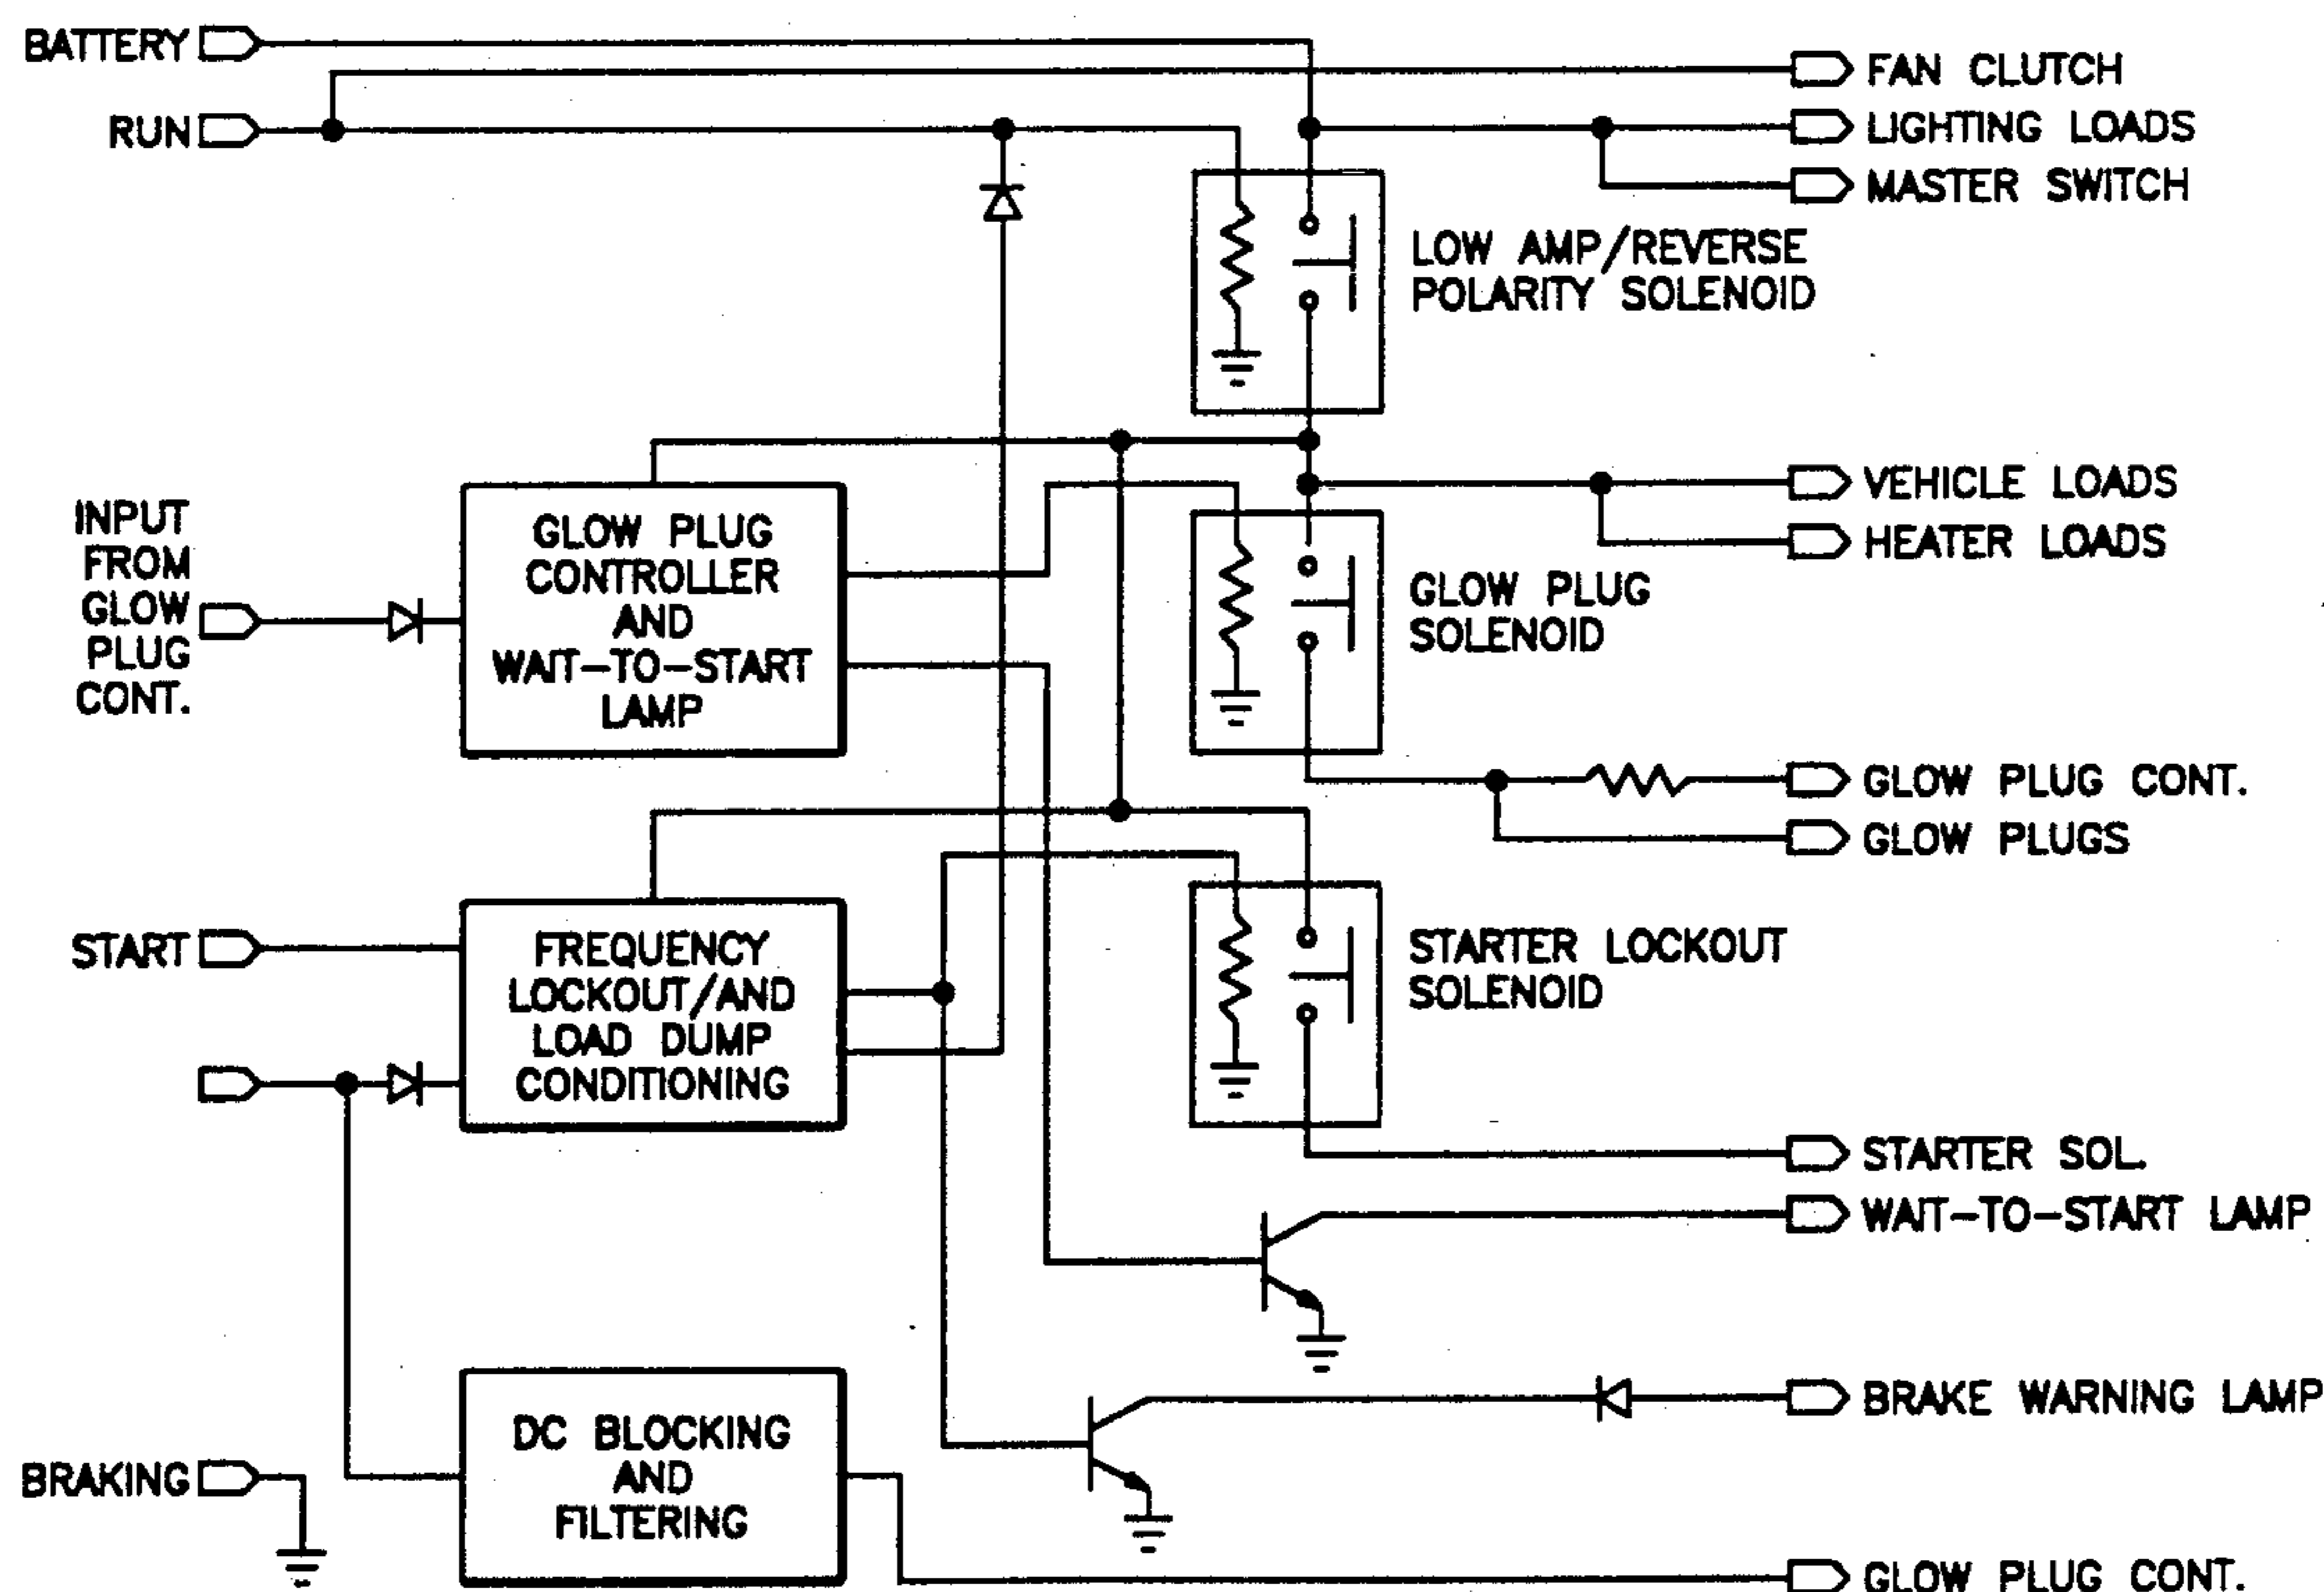 BATTERY
FAN CLUTCH
RUN
LIGHTING LOADS
MASTER SWITCH
LOW AMP/REVERSE
POLARITY SOLENOID
INPUT
FROM
GLOW
PLUG
CONT.
GLOW PLUG
CONTROLLER
AND
WAIT-TO-START
LAMP
VEHICLE LOADS
HEATER LOADS
GLOW PLUG
SOLENOID
GLOW PLUG CONT.
GLOW PLUGS
START
FREQUENCY
LOCKOUT/AND
LOAD DUMP
CONDITIONING
STARTER LOCKOUT
SOLENOID
STARTER SOL.
WAIT-TO-START LAMP
BRAKE WARNING LAMP
BRAKING
DC BLOCKING
AND
FILTERING
GLOW PLUG CONT.